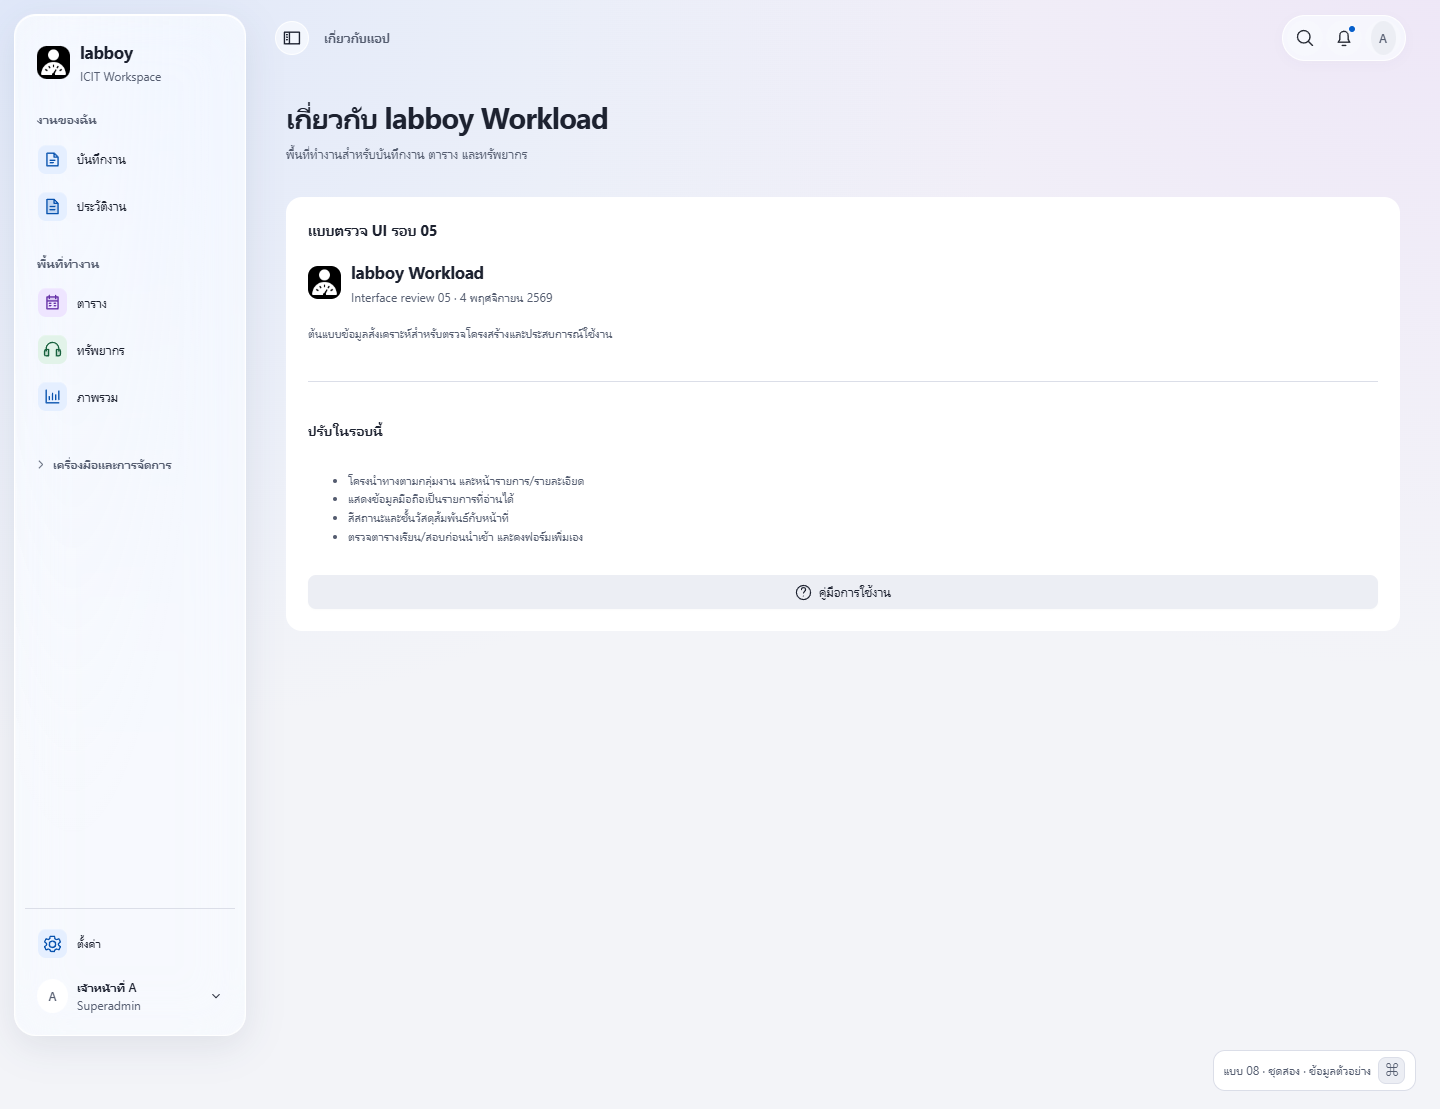 labboy
ICIT Workspace
งานของฉัน
บันทึกงาน
ประวัติงาน
พื้นที่ทำงาน
ตาราง
ทรัพยากร
ภาพรวม
เครื่องมือและการจัดการ
ตั้งค่า
A
เจ้าหน้าที่ A
Superadmin
เกี่ยวกับแอป
A
เกี่ยวกับ labboy Workload
พื้นที่ทำงานสำหรับบันทึกงาน ตาราง และทรัพยากร
แบบตรวจ UI รอบ 05
labboy Workload
Interface review 05 · 4 พฤศจิกายน 2569
ต้นแบบข้อมูลสังเคราะห์สำหรับตรวจโครงสร้างและประสบการณ์ใช้งาน
ปรับในรอบนี้
• โครงนำทางตามกลุ่มงาน และหน้ารายการ/รายละเอียด
• แสดงข้อมูลมือถือเป็นรายการที่อ่านได้
• สีสถานะและชั้นวัสดุสัมพันธ์กับหน้าที่
• ตรวจตารางเรียน/สอบก่อนนำเข้า และคงฟอร์มเพิ่มเอง
คู่มือการใช้งาน
แบบ 08 · ชุดสอง · ข้อมูลตัวอย่าง ⌘